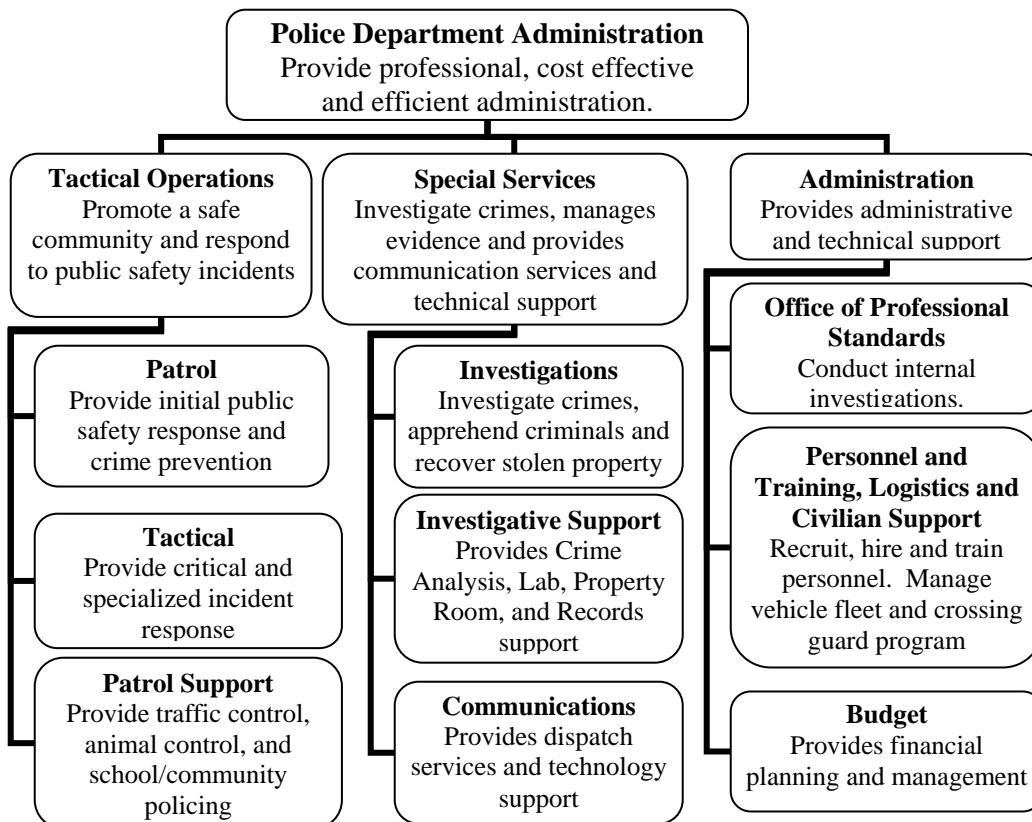 Police Department Administration
Provide professional, cost effective
and efficient administration.
Tactical Operations
Promote a safe
community and respond
to public safety incidents
Special Services
Investigate crimes, manages
evidence and provides
communication services and
technical support
Administration
Provides administrative
and technical support
Patrol
Provide initial public
safety response and
crime prevention
Tactical
Provide critical and
specialized incident
response
Patrol Support
Provide traffic control,
animal control, and
school/community
policing
Investigations
Investigate crimes,
apprehend criminals and
recover stolen property
Investigative Support
Provides Crime
Analysis, Lab, Property
Room, and Records
support
Communications
Provides dispatch
services and technology
support
Office of Professional
Standards
Conduct internal
investigations.
Personnel and
Training, Logistics and
Civilian Support
Recruit, hire and train
personnel.  Manage
vehicle fleet and crossing
guard program
Budget
Provides financial
planning and management